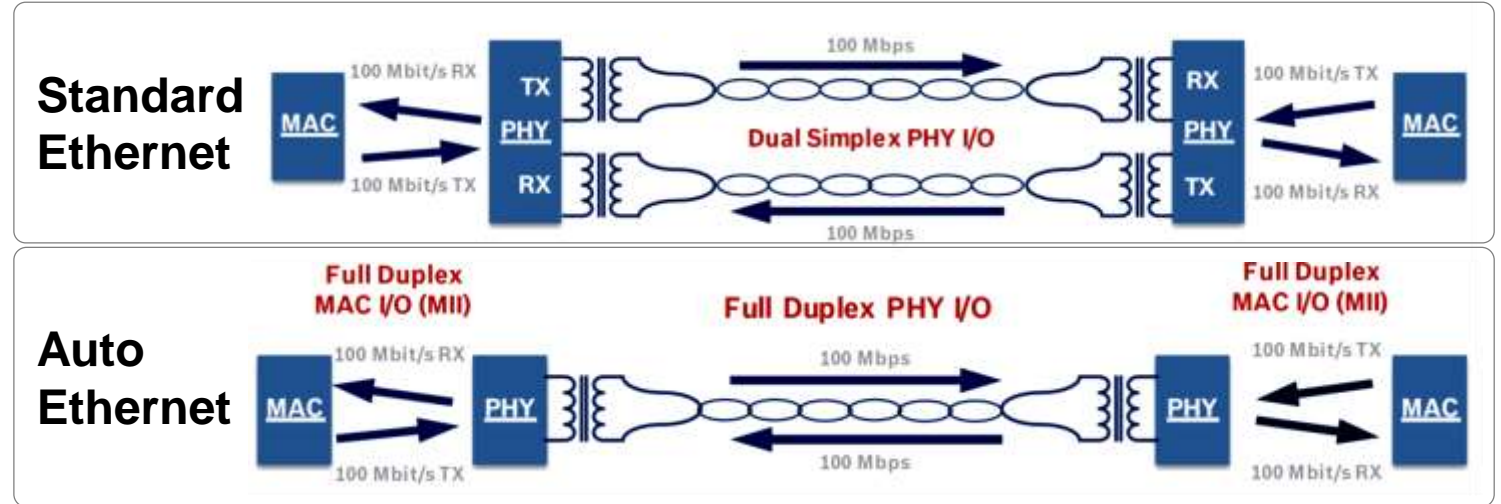 Standard
Ethernet
MAC
100 Mbit/s RX
100 Mbit/s TX
TX
PHY
RX
100 Mbps
Dual Simplex PHY I/O
100 Mbps
RX
PHY
TX
100 Mbit/s TX
100 Mbit/s RX
MAC
Auto
Ethernet
Full Duplex
MAC I/O (MII)
MAC
100 Mbit/s RX
100 Mbit/s TX
PHY
Full Duplex PHY I/O
100 Mbps
100 Mbps
PHY
Full Duplex
MAC I/O (MII)
100 Mbit/s TX
100 Mbit/s RX
MAC